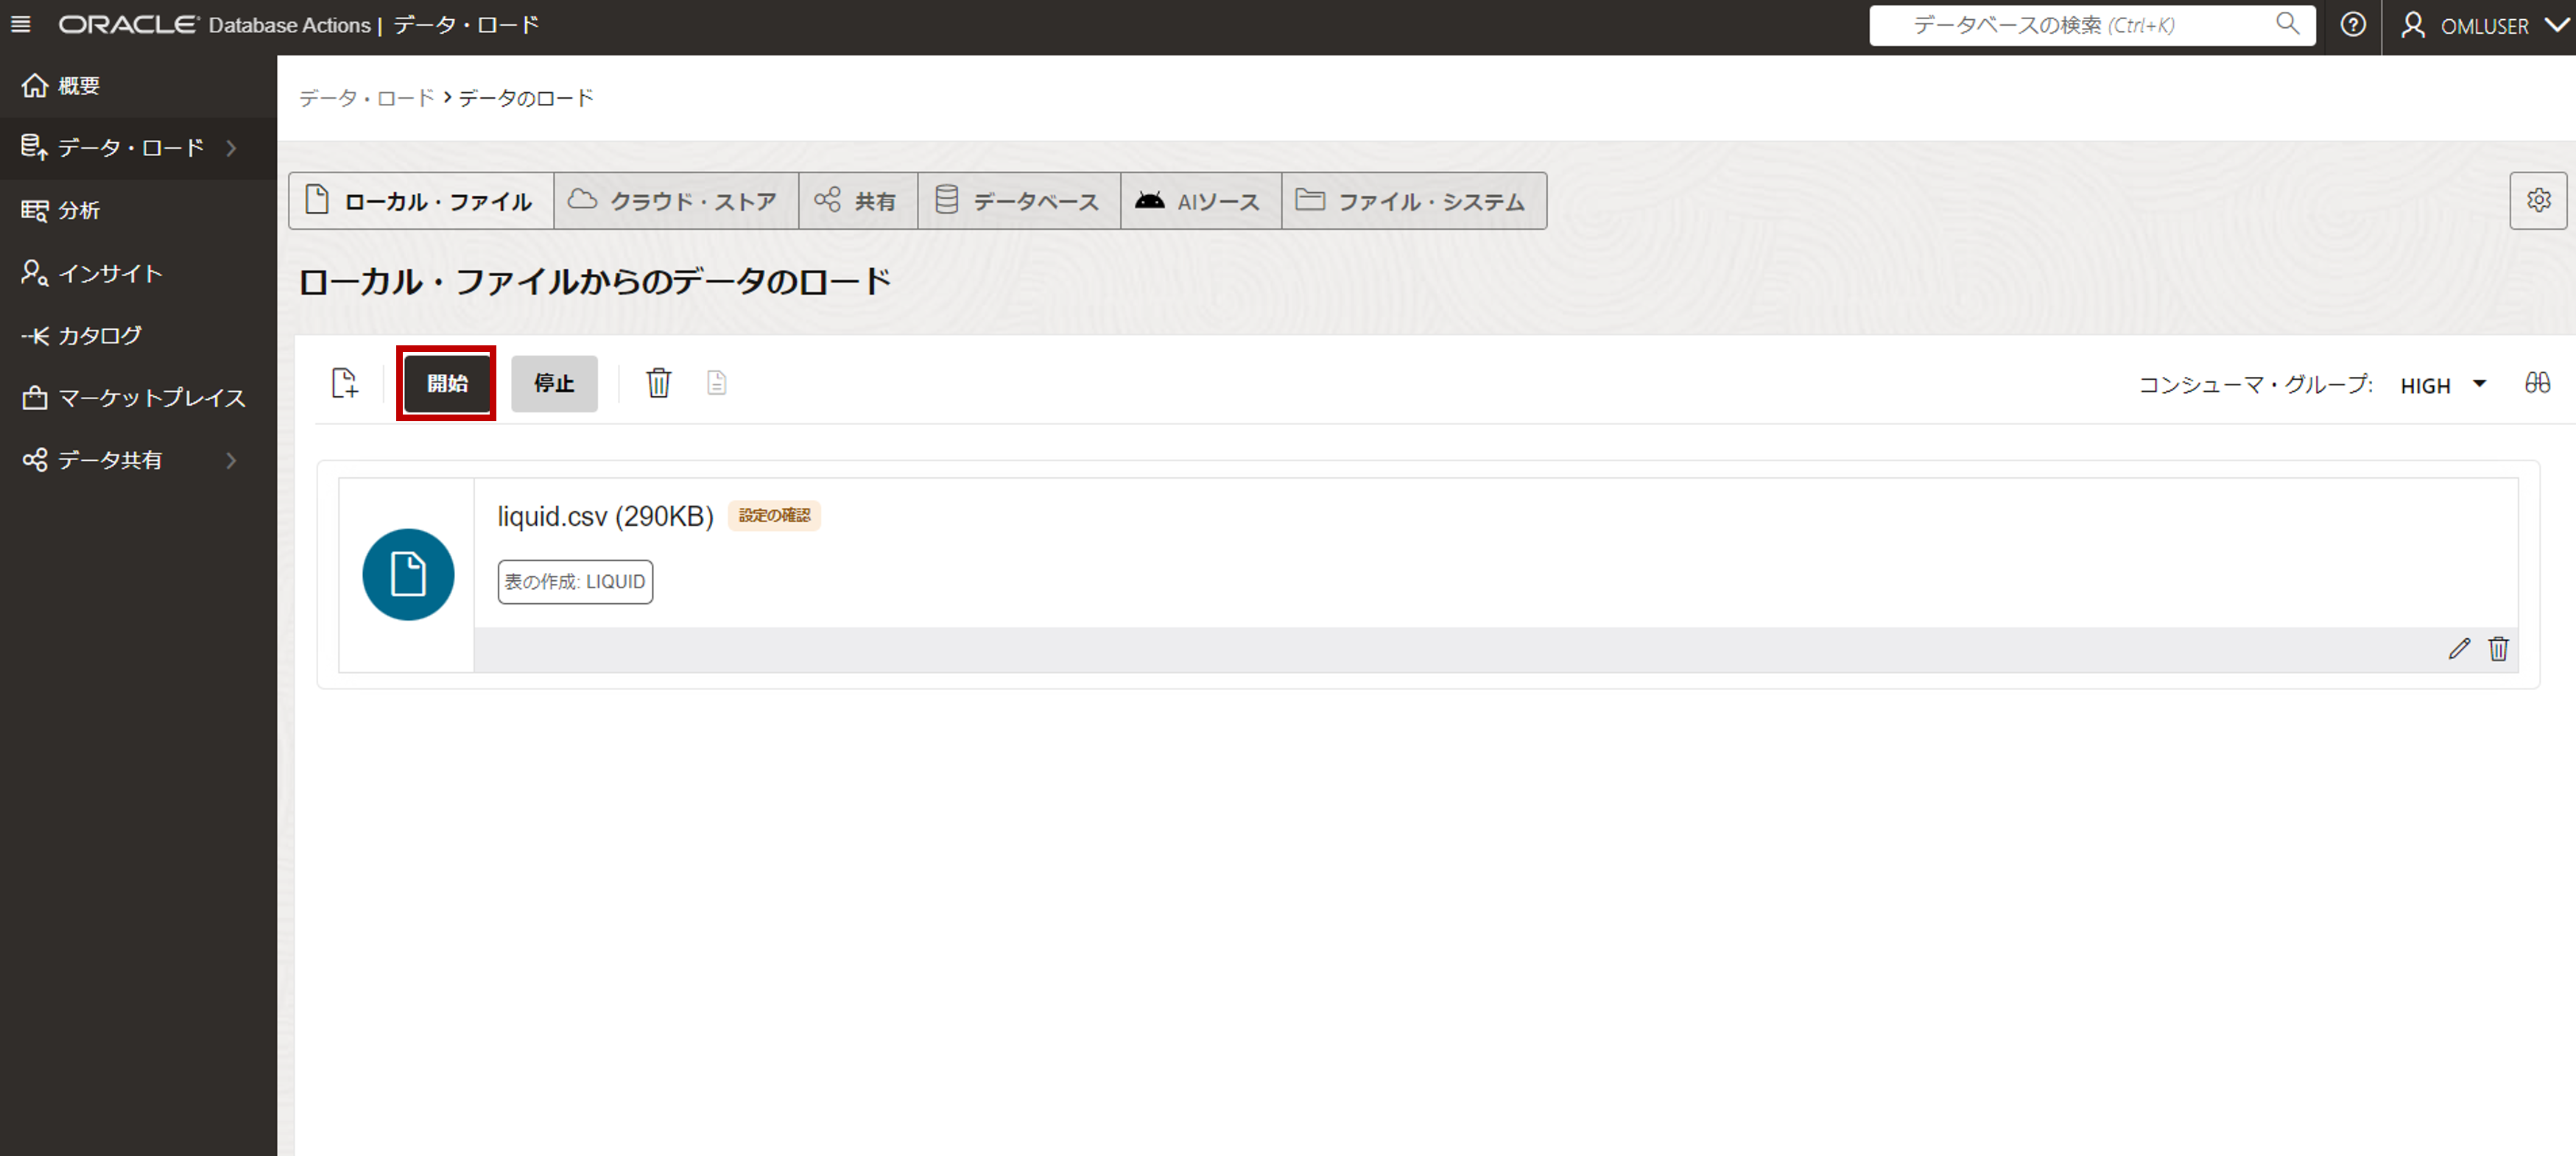 ORACLE Database Actions | データ・ロード
データベースの検索 (Ctrl+K)
OMLUSER
概要
データ・ロード
分析
インサイト
カタログ
マーケットプレイス
データ共有
データ・ロード > データのロード
ローカル・ファイル
クラウド・ストア
共有
データベース
AIソース
ファイル・システム
ローカル・ファイルからのデータのロード
開始
停止
コンシューマ・グループ: HIGH
liquid.csv (290KB) 設定の確認
表の作成: LIQUID